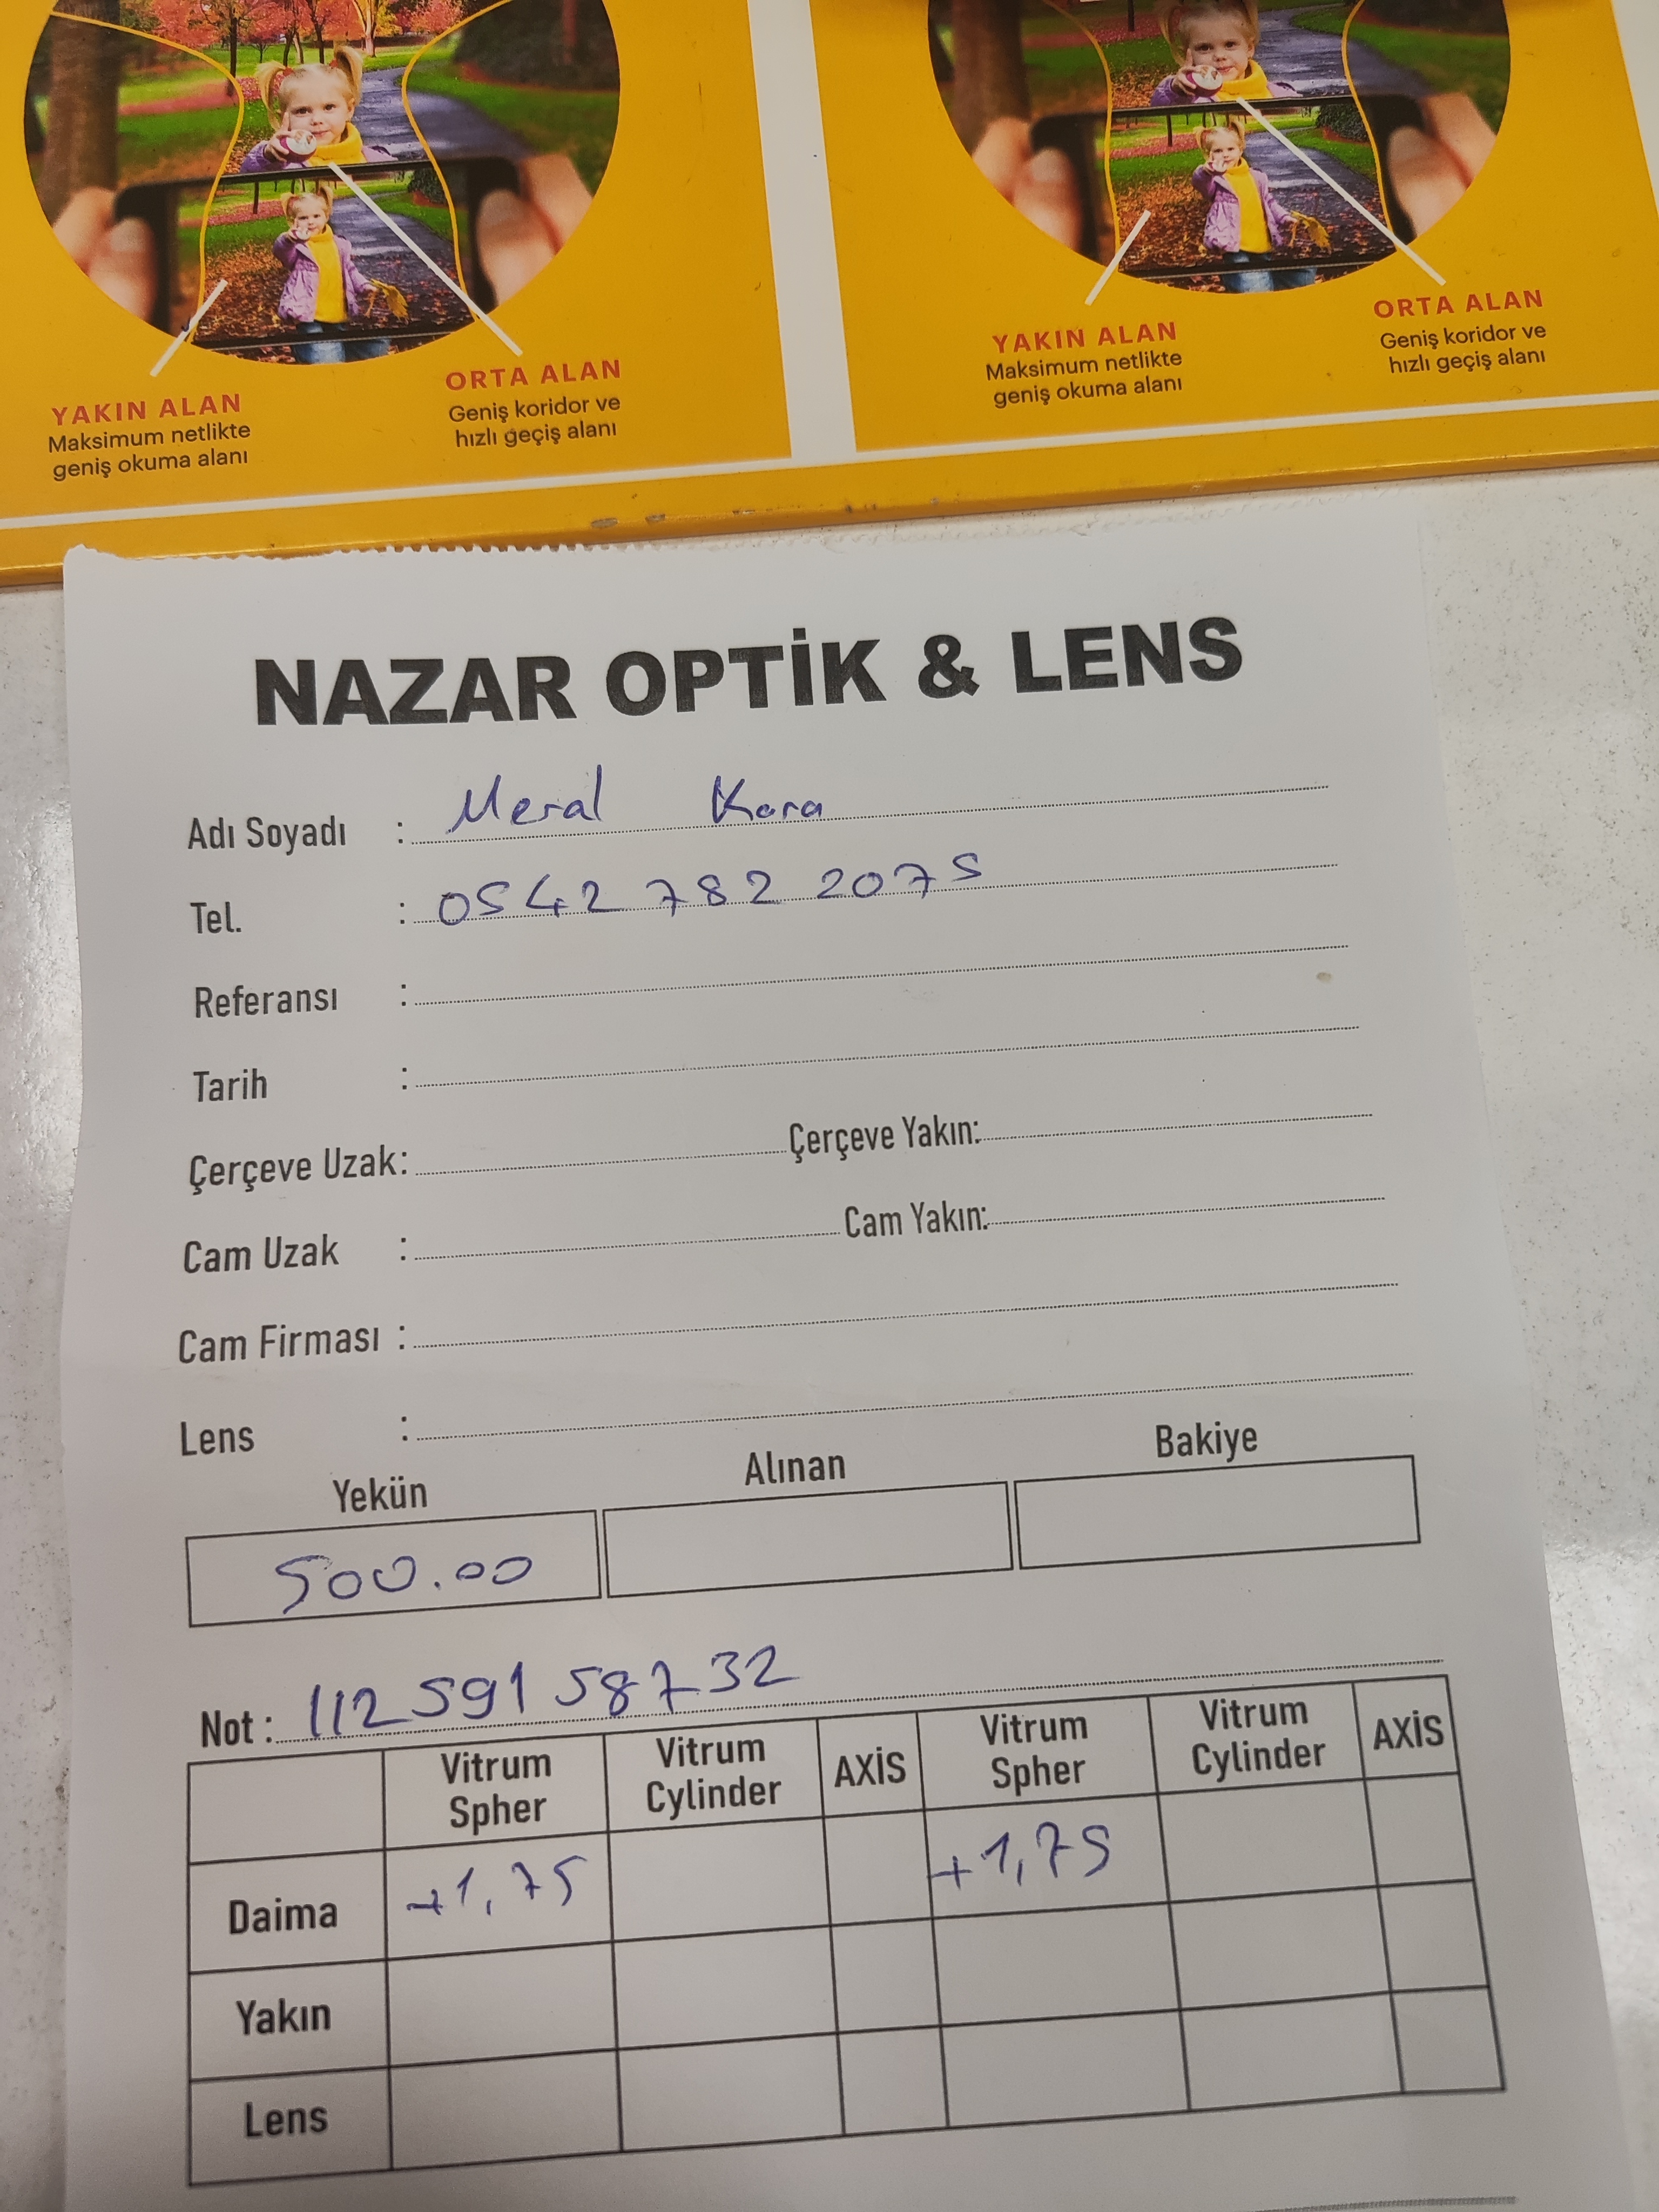 YAKIN ALAN
Maksimum netlikte
geniş okuma alanı
ORTA ALAN
Geniş koridor ve
hızlı geçiş alanı
YAKIN ALAN
Maksimum netlikte
geniş okuma alanı
ORTA ALAN
Geniş koridor ve
hızlı geçiş alanı
NAZAR OPTİK & LENS
Adı Soyadı : Meral Kara
Tel. : 0542 782 2075
Referansı :
Tarih :
Çerçeve Uzak: Çerçeve Yakın:
Cam Uzak : Cam Yakın:
Cam Firması :
Lens :
Yekün Alınan Bakiye
500.00
Not : 112 591 58732
Vitrum Spher Vitrum Cylinder AXİS Vitrum Spher Vitrum Cylinder AXİS
Daima +1,75 +1,75
Yakın
Lens